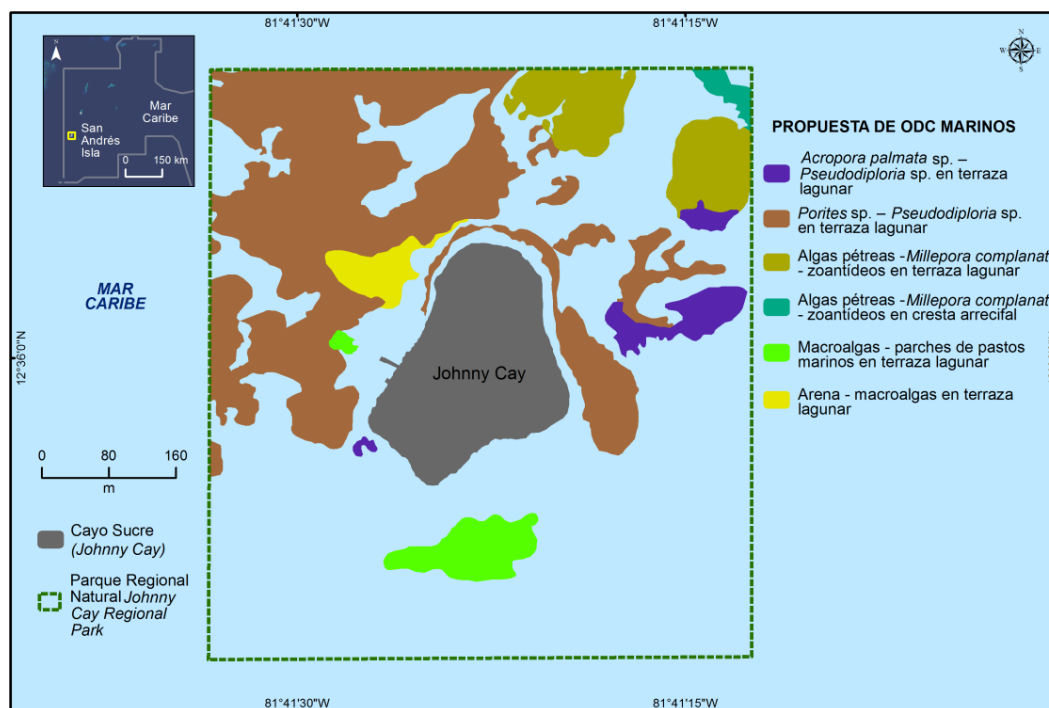 81°41'30"W
81°41'15"W
N
W
E
S
N
Mar
Caribe
San
Andrés
Isla
0 150 km
PROPUESTA DE ODC MARINOS
Acropora palmata sp. –
Pseudodiploria sp. en terraza
lagunar
Porites sp. – Pseudodiploria sp.
en terraza lagunar
Algas pétreas -Millepora complanat
- zoantídeos en terraza lagunar
Algas pétreas -Millepora complanat
- zoantídeos en cresta arrecifal
Macroalgas - parches de pastos
marinos en terraza lagunar
Arena - macroalgas en terraza
lagunar
MAR
CARIBE
12°36'0"N
Johnny Cay
0 80 160
m
Cayo Sucre
(Johnny Cay)
Parque Regional
Natural Johnny
Cay Regional
Park
81°41'30"W
81°41'15"W